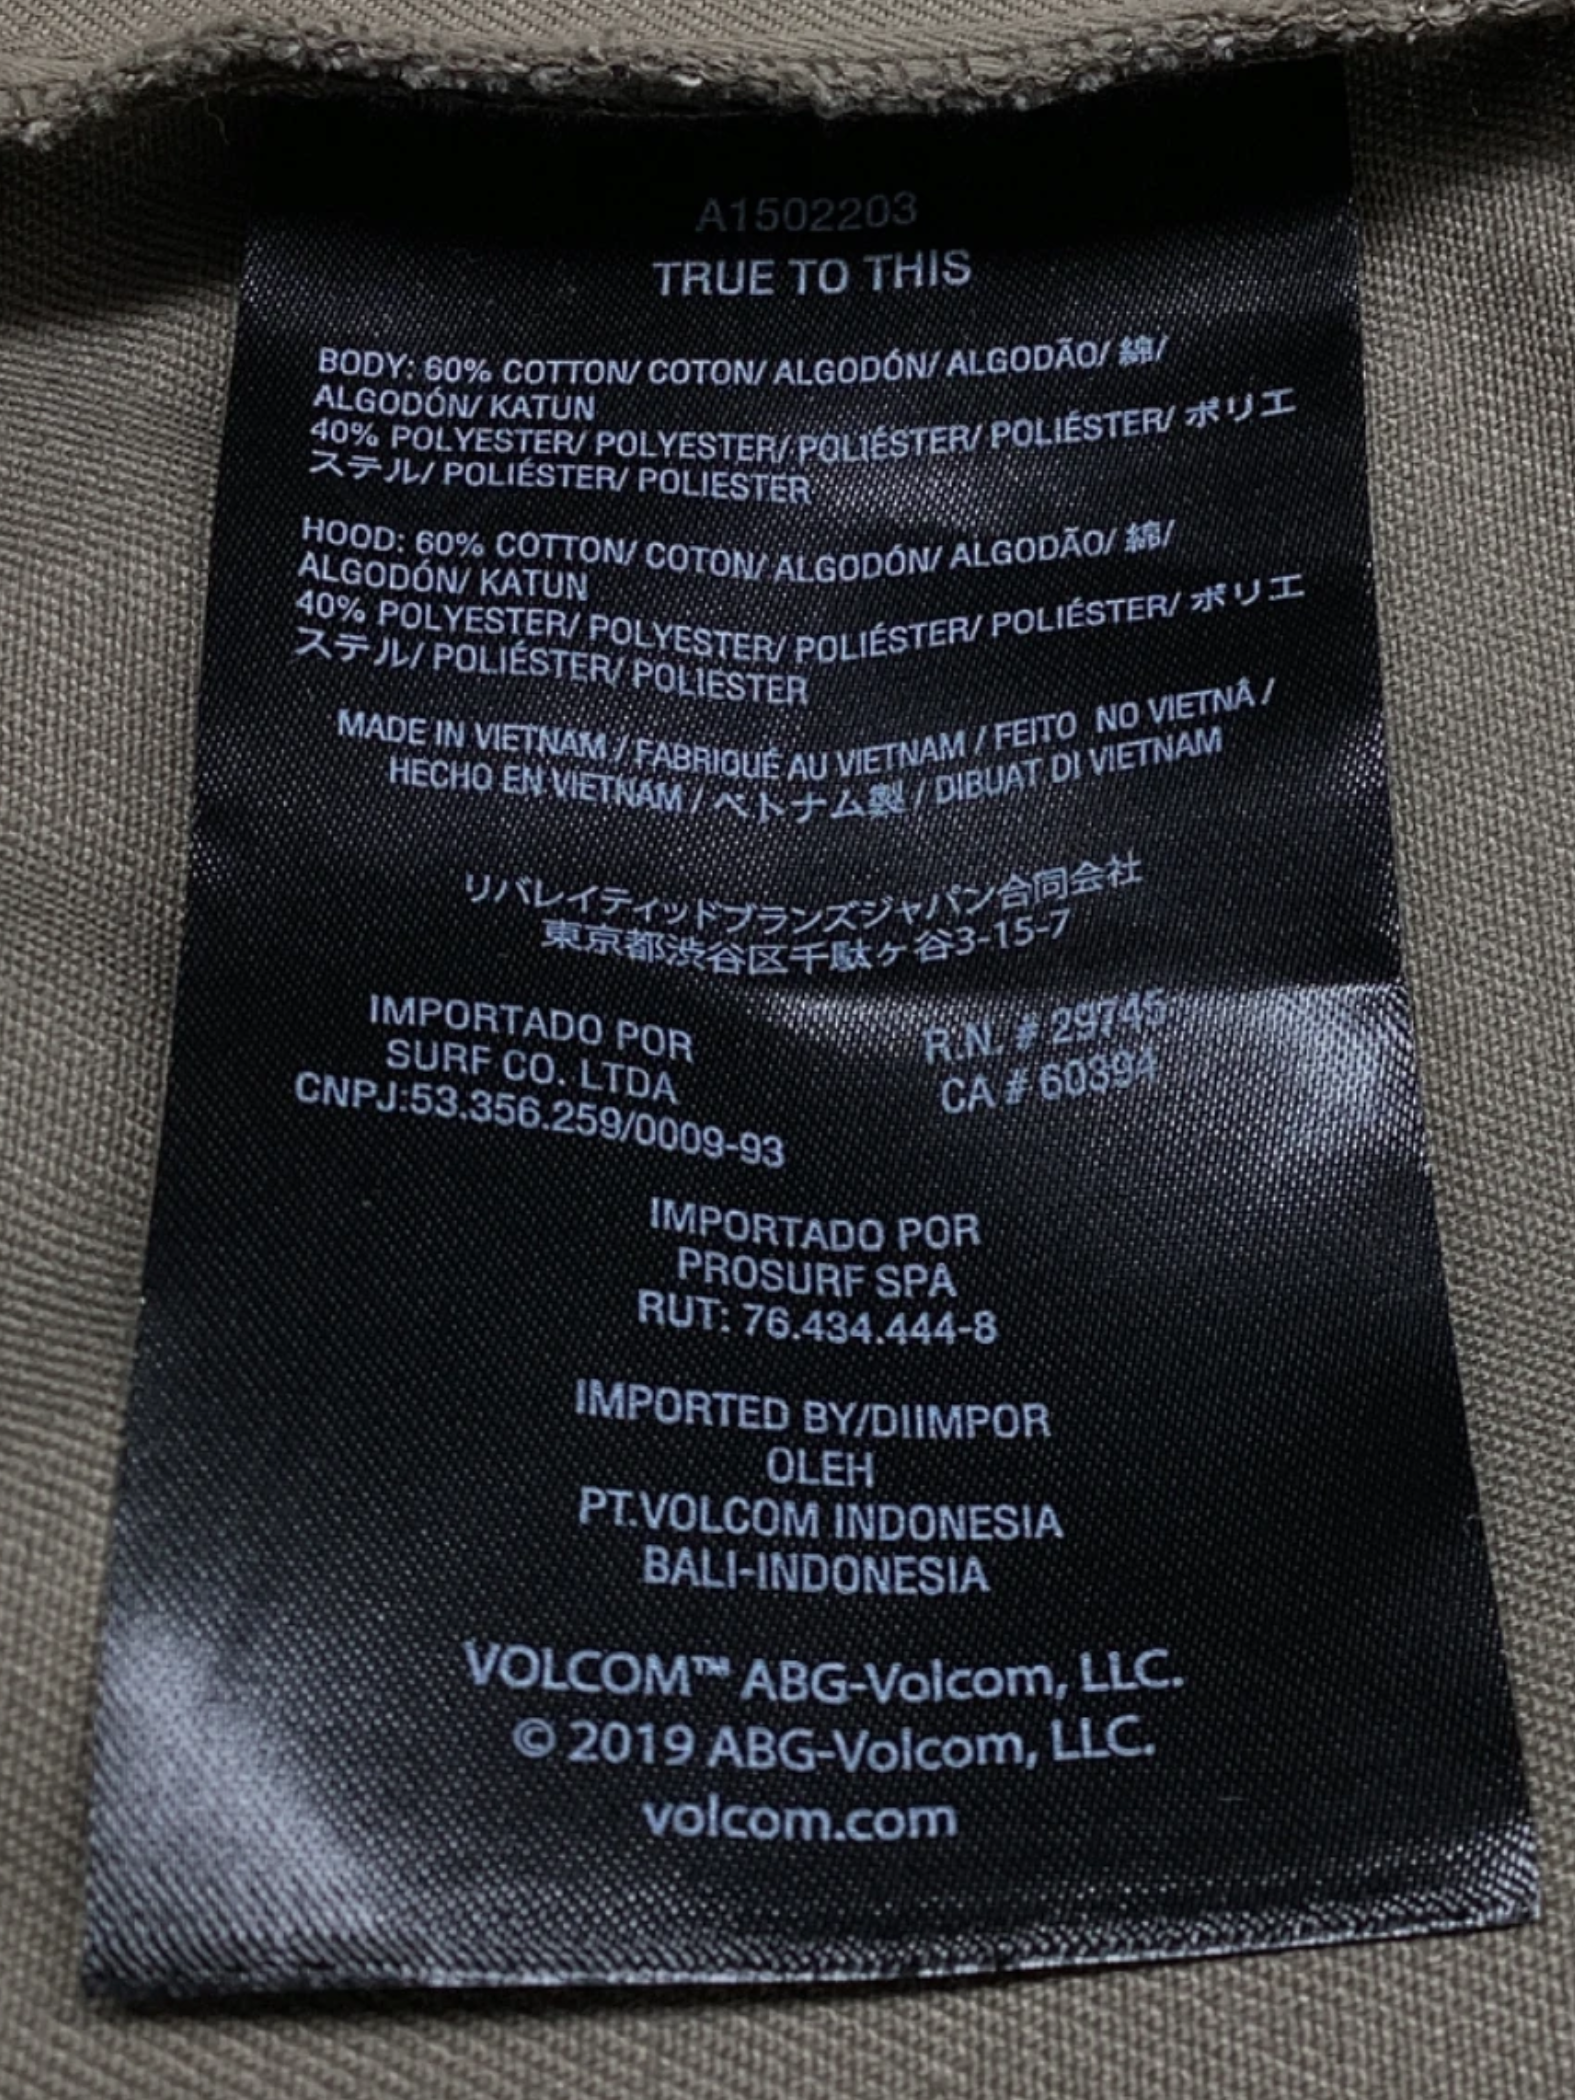 A1502203
TRUE TO THIS
BODY: 60% COTTON/ COTON/ ALGODÓN/ ALGODÃO/ 綿/
ALGODÓN/ KATUN
40% POLYESTER/ POLYESTER/ POLIÉSTER/ POLIÉSTER/ ポリエ
ステル/ POLIÉSTER/ POLIESTER
HOOD: 60% COTTON/ COTON/ ALGODÓN/ ALGODÃO/ 綿/
ALGODÓN/ KATUN
40% POLYESTER/ POLYESTER/ POLIÉSTER/ POLIÉSTER/ ポリエ
ステル/ POLIÉSTER/ POLIESTER
MADE IN VIETNAM / FABRIQUÉ AU VIETNAM / FEITO NO VIETNÃ /
HECHO EN VIETNAM / ベトナム製 / DIBUAT DI VIETNAM
リバレイティッドブランズジャパン合同会社
東京都渋谷区千駄ヶ谷3-15-7
IMPORTADO POR
SURF CO. LTDA
CNPJ:53.356.259/0009-93
R.N. # 29745
CA # 60394
IMPORTADO POR
PROSURF SPA
RUT: 76.434.444-8
IMPORTED BY/DIIMPOR
OLEH
PT.VOLCOM INDONESIA
BALI-INDONESIA
VOLCOM™ ABG-Volcom, LLC.
© 2019 ABG-Volcom, LLC.
volcom.com